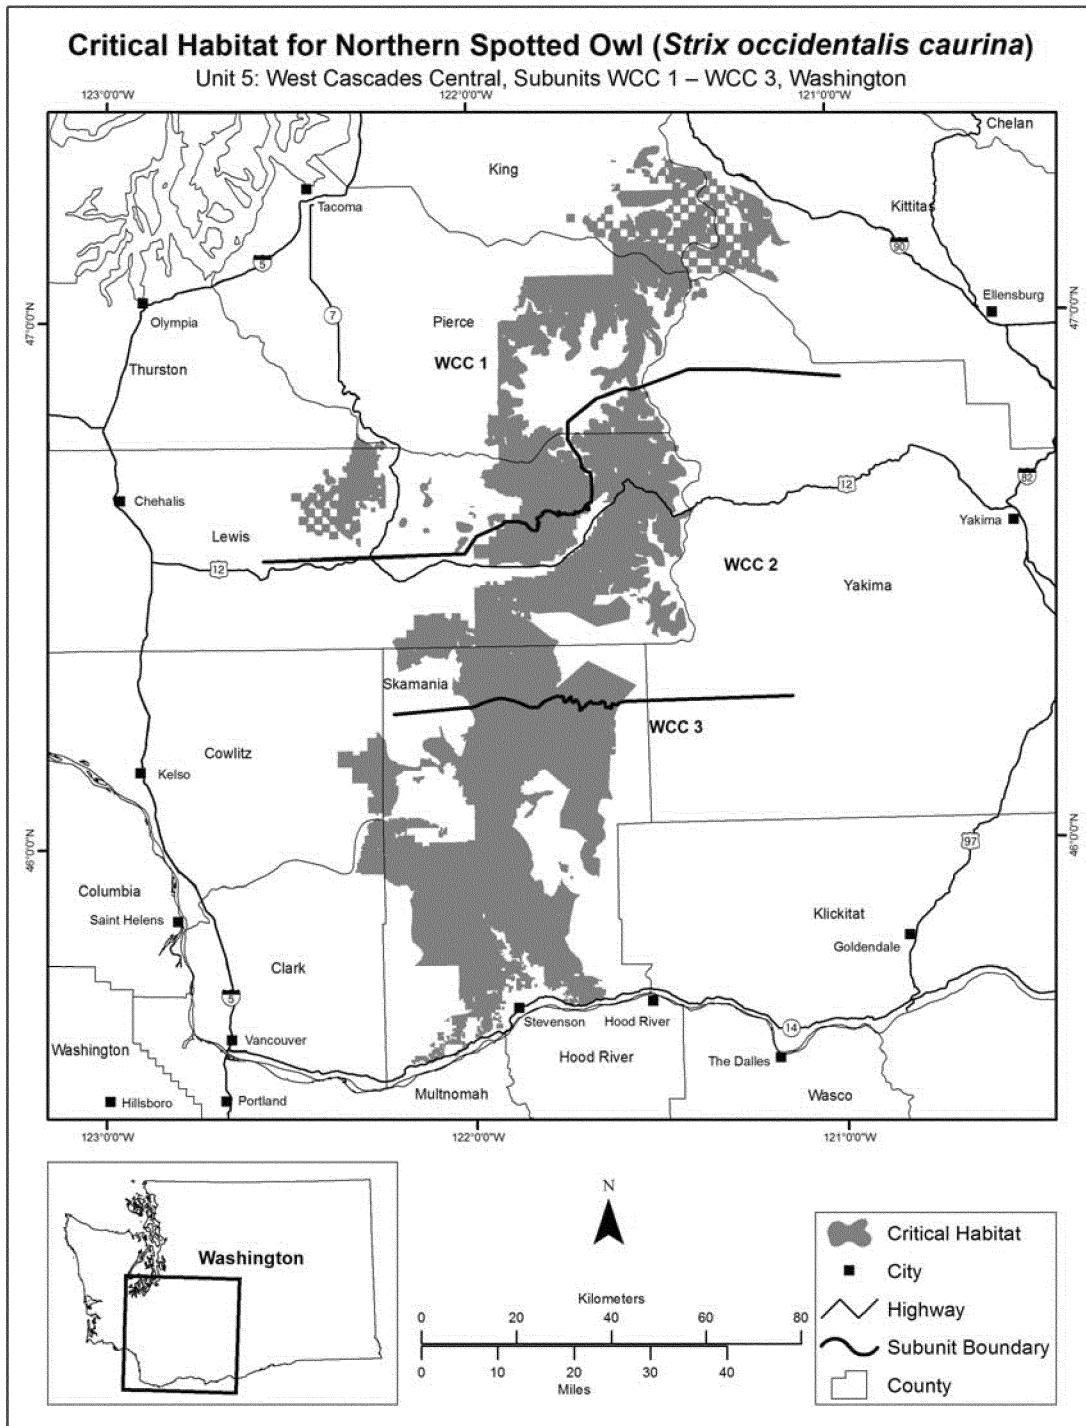 Critical Habitat for Northern Spotted Owl (Strix occidentalis caurina)
Unit 5: West Cascades Central, Subunits WCC 1 – WCC 3, Washington
123°0'0"W
122°0'0"W
121°0'0"W
Chelan
King
Tacoma
Kittitas
90
5
Ellensburg
47°0'0"N
47°0'0"N
Olympia
7
Pierce
WCC 1
Thurston
Chehalis
12
82
Yakima
Lewis
12
WCC 2
Yakima
Skamania
WCC 3
Cowlitz
Kelso
46°0'0"N
46°0'0"N
97
Columbia
Saint Helens
Klickitat
Goldendale
Clark
5
Stevenson
Hood River
14
Vancouver
Washington
Hood River
The Dalles
Multnomah
Wasco
Hillsboro
Portland
123°0'0"W
122°0'0"W
121°0'0"W
Washington
N
Kilometers
0 20 40 60 80
0 10 20 30 40
Miles
Critical Habitat
City
Highway
Subunit Boundary
County